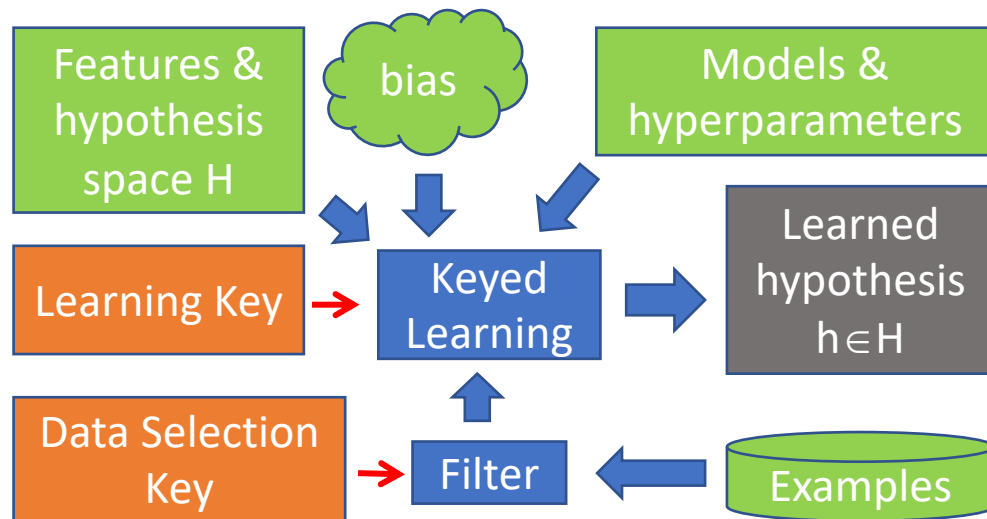 Features &
hypothesis
space H
bias
Models &
hyperparameters
Learning Key
Keyed
Learning
Learned
hypothesis
h∈H
Data Selection
Key
Filter
Examples